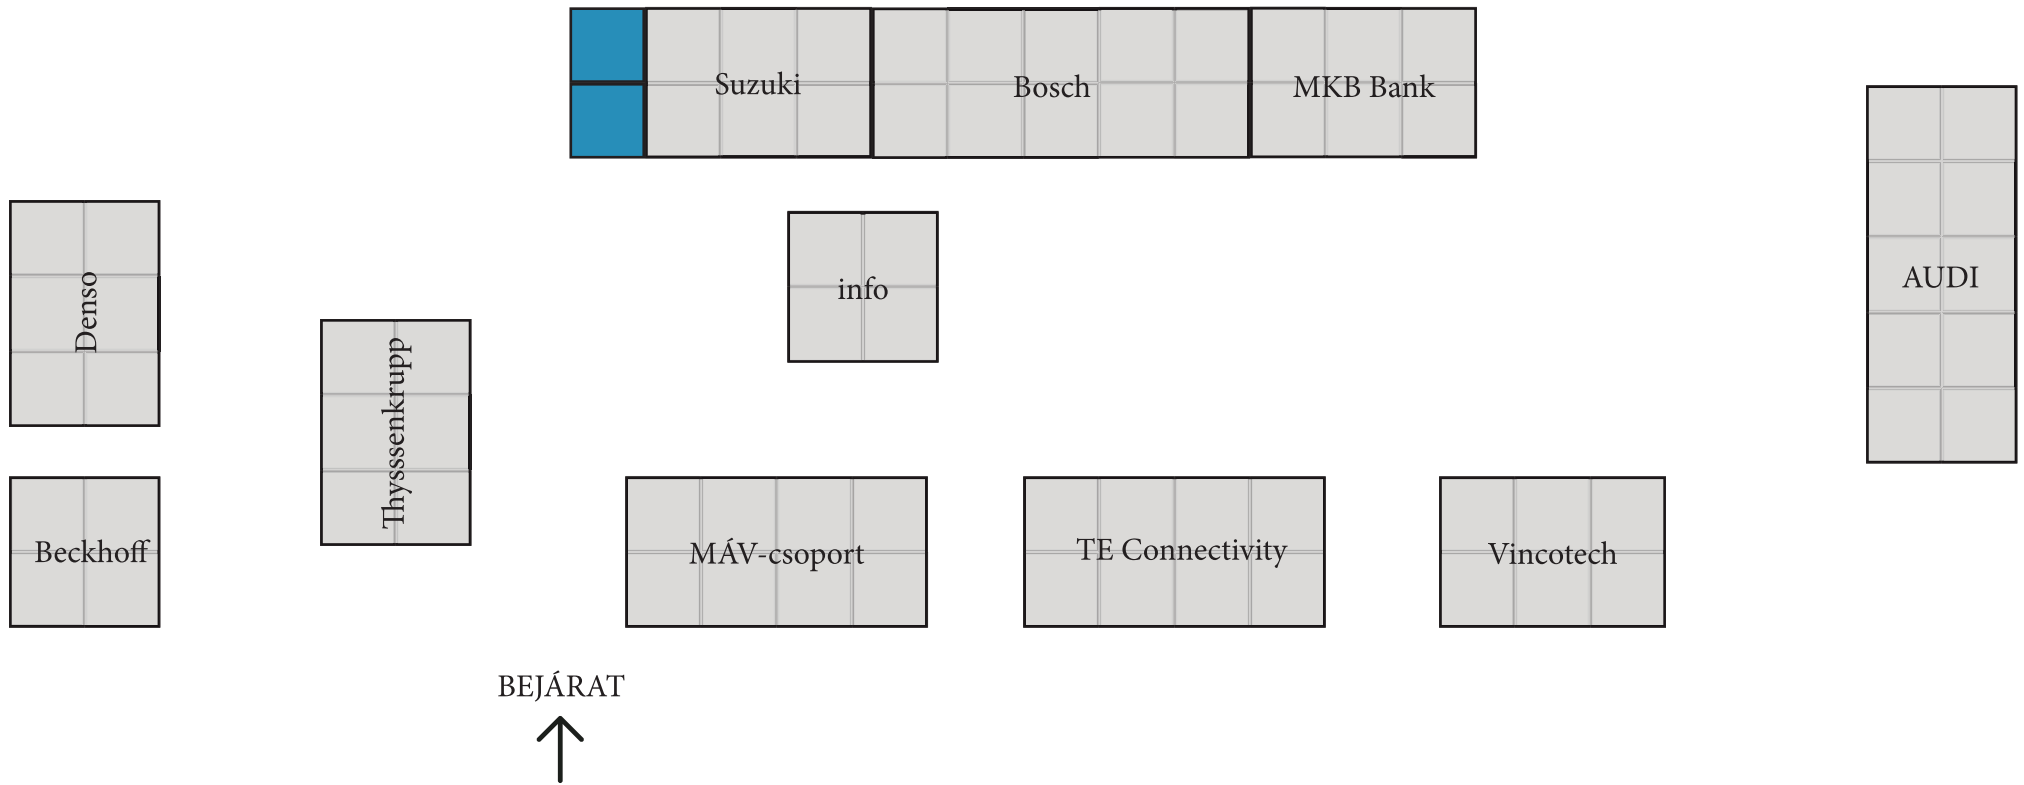 Suzuki
Bosch
MKB Bank
AUDI
Denso
info
Thysssenkrupp
Beckhoff
MÁV-csoport
TE Connectivity
Vincotech
BEJÁRAT